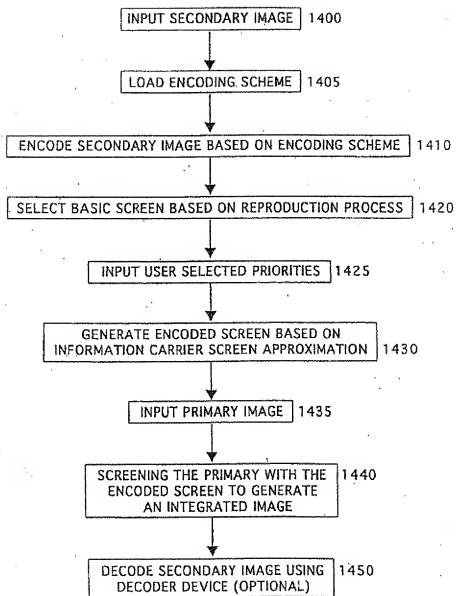 INPUT SECONDARY IMAGE 1400
LOAD ENCODING SCHEME 1405
ENCODE SECONDARY IMAGE BASED ON ENCODING SCHEME 1410
SELECT BASIC SCREEN BASED ON REPRODUCTION PROCESS 1420
INPUT USER SELECTED PRIORITIES 1425
GENERATE ENCODED SCREEN BASED ON
INFORMATION CARRIER SCREEN APPROXIMATION 1430
INPUT PRIMARY IMAGE 1435
SCREENING THE PRIMARY WITH THE 1440
ENCODED SCREEN TO GENERATE
AN INTEGRATED IMAGE
DECODE SECONDARY IMAGE USING 1450
DECODER DEVICE (OPTIONAL)